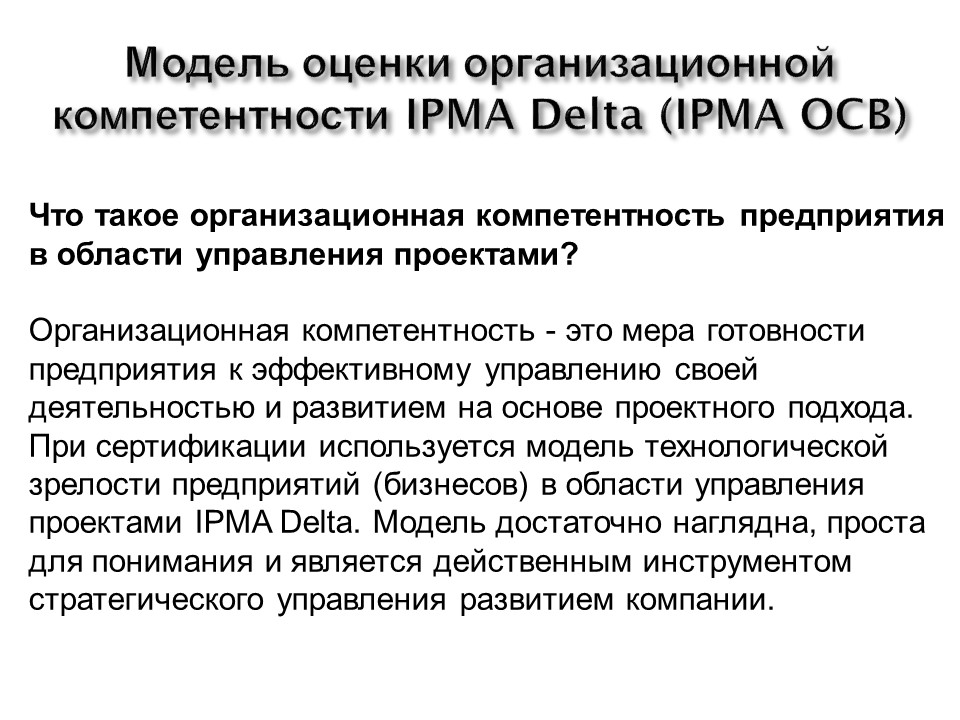 Модель оценки организационной
компетентности IPMA Delta (IPMA OCB)
Что такое организационная компетентность предприятия
в области управления проектами?
Организационная компетентность - это мера готовности
предприятия к эффективному управлению своей
деятельностью и развитием на основе проектного подхода.
При сертификации используется модель технологической
зрелости предприятий (бизнесов) в области управления
проектами IPMA Delta. Модель достаточно наглядна, проста
для понимания и является действенным инструментом
стратегического управления развитием компании.